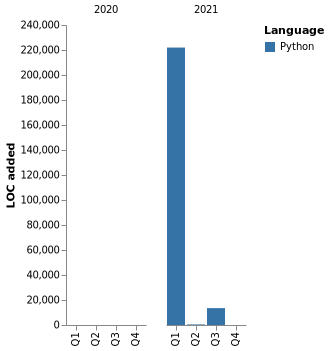 2020
2021
Language
Python
LOC added
240,000
220,000
200,000
180,000
160,000
140,000
120,000
100,000
80,000
60,000
40,000
20,000
0
Q1
Q2
Q3
Q4
Q1
Q2
Q3
Q4